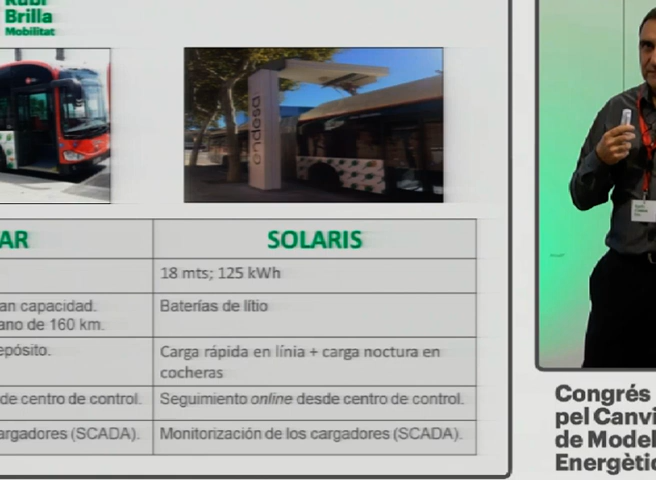 Rubí
Brilla
Mobilitat
endesa
AR
SOLARIS
18 mts; 125 kWh
an capacidad.
ano de 160 km.
Baterías de lítio
epósito.
Carga rápida en línia + carga noctura en
cocheras
de centro de control.
Seguimiento online desde centro de control.
argadores (SCADA).
Monitorización de los cargadores (SCADA).
Congrés
pel Canvi
de Model
Energètic